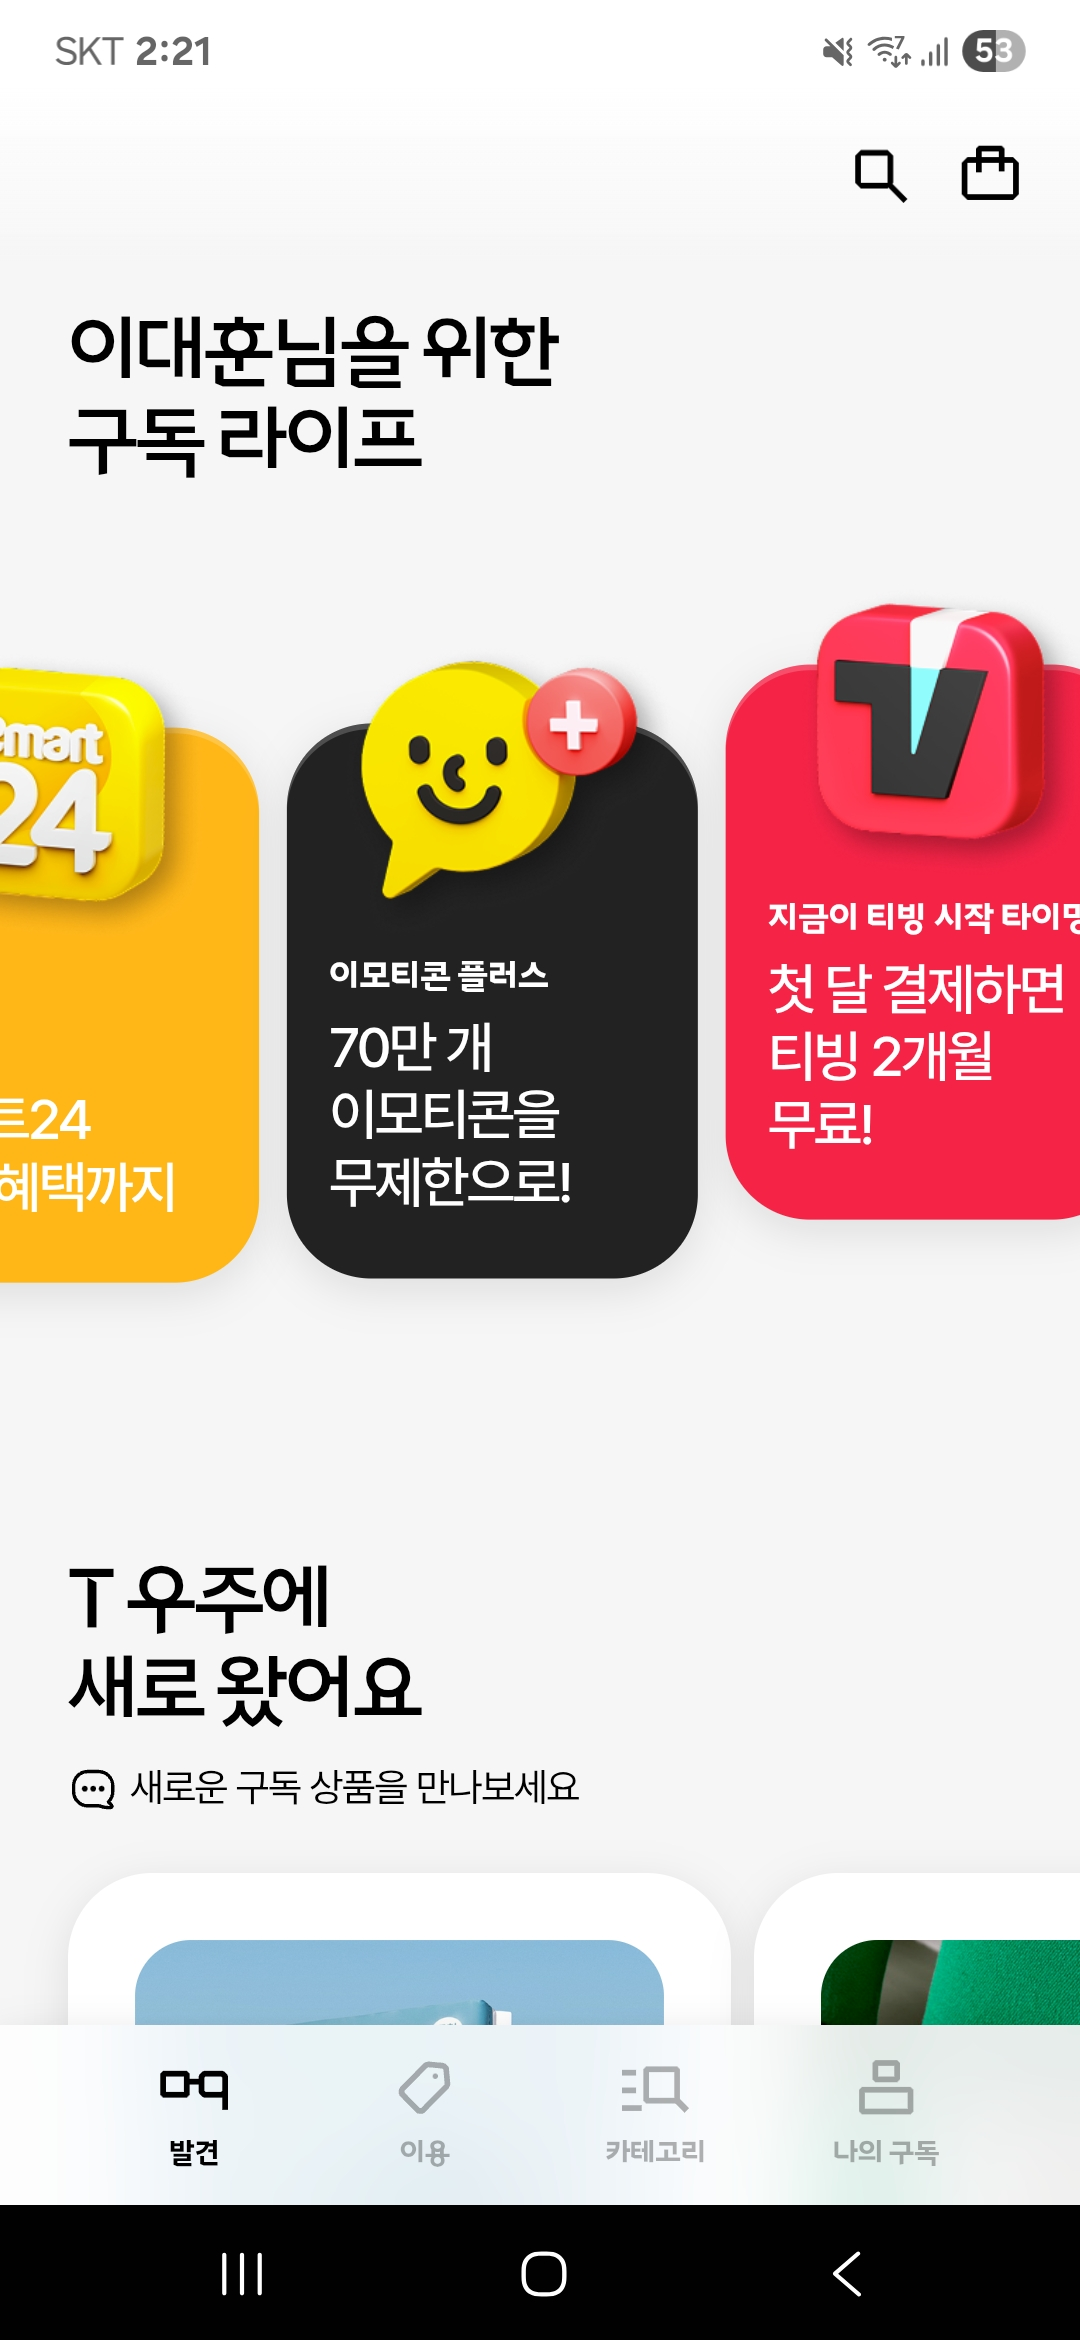 SKT 2:21
7
53
이대훈님을 위한
구독 라이프
emart
24
트24
혜택까지
이모티콘 플러스
70만 개
이모티콘을
무제한으로!
지금이 티빙 시작 타이밍
첫 달 결제하면
티빙 2개월
무료!
T 우주에
새로 왔어요
새로운 구독 상품을 만나보세요
발견
이용
카테고리
나의 구독